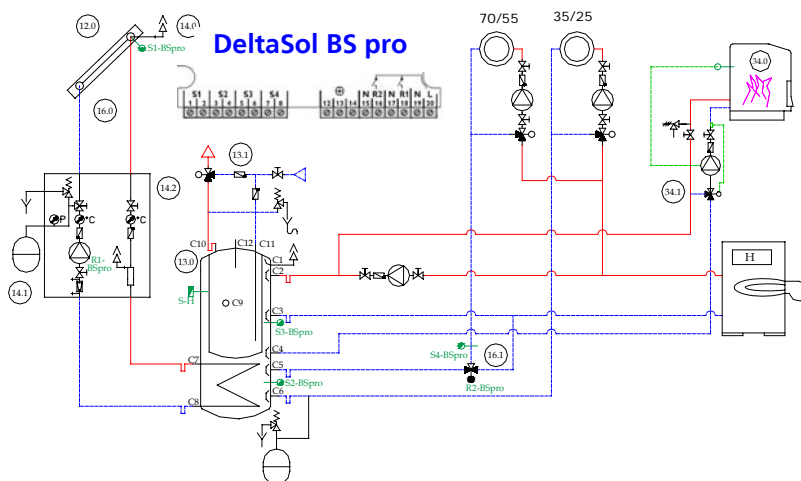 DeltaSol BS pro
70/55
35/25
12.0
14.0
S1-BSpro
34.0
S1 S2 S3 S4
1 2 3 4 5 6 7 8
N R2 N R1 N L
12 13 14 15 16 17 18 19 20
16.0
13.1
14.2
34.1
P
°C
°C
R1-
BSpro
14.1
C10
C12
C11
13.0
C1
C2
H
S-H
C9
C3
S3-BSpro
C4
S4-BSpro
16.1
C7
C5
S2-BSpro
R2-BSpro
C6
C8